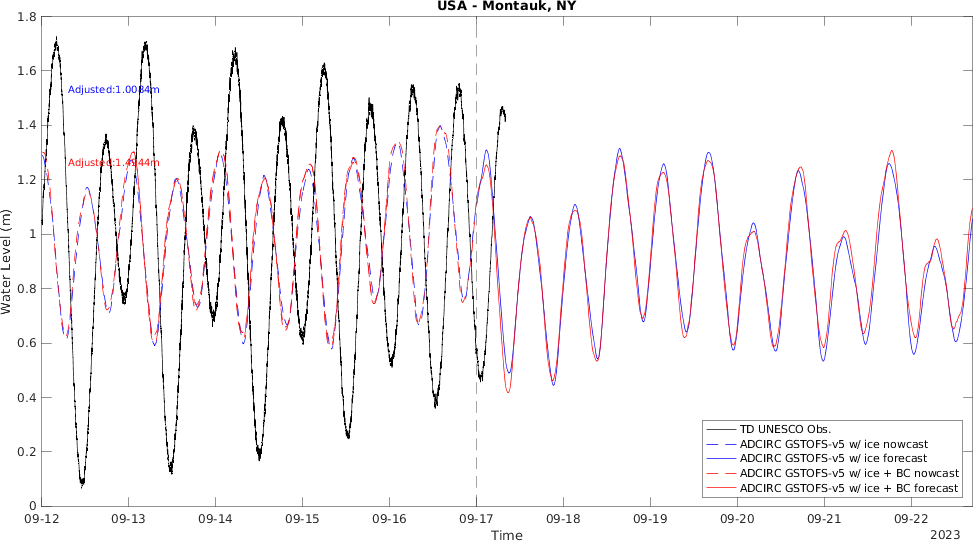 USA - Montauk, NY
1.8
1.6
1.4
1.2
1
0.8
0.6
0.4
0.2
0
Water Level (m)
Adjusted:1.0084m
Adjusted:1.4944m
TD UNESCO Obs.
ADCIRC GSTOFS-v5 w/ ice nowcast
ADCIRC GSTOFS-v5 w/ ice forecast
ADCIRC GSTOFS-v5 w/ ice + BC nowcast
ADCIRC GSTOFS-v5 w/ ice + BC forecast
09-12 09-13 09-14 09-15 09-16 09-17 09-18 09-19 09-20 09-21 09-22
Time
2023